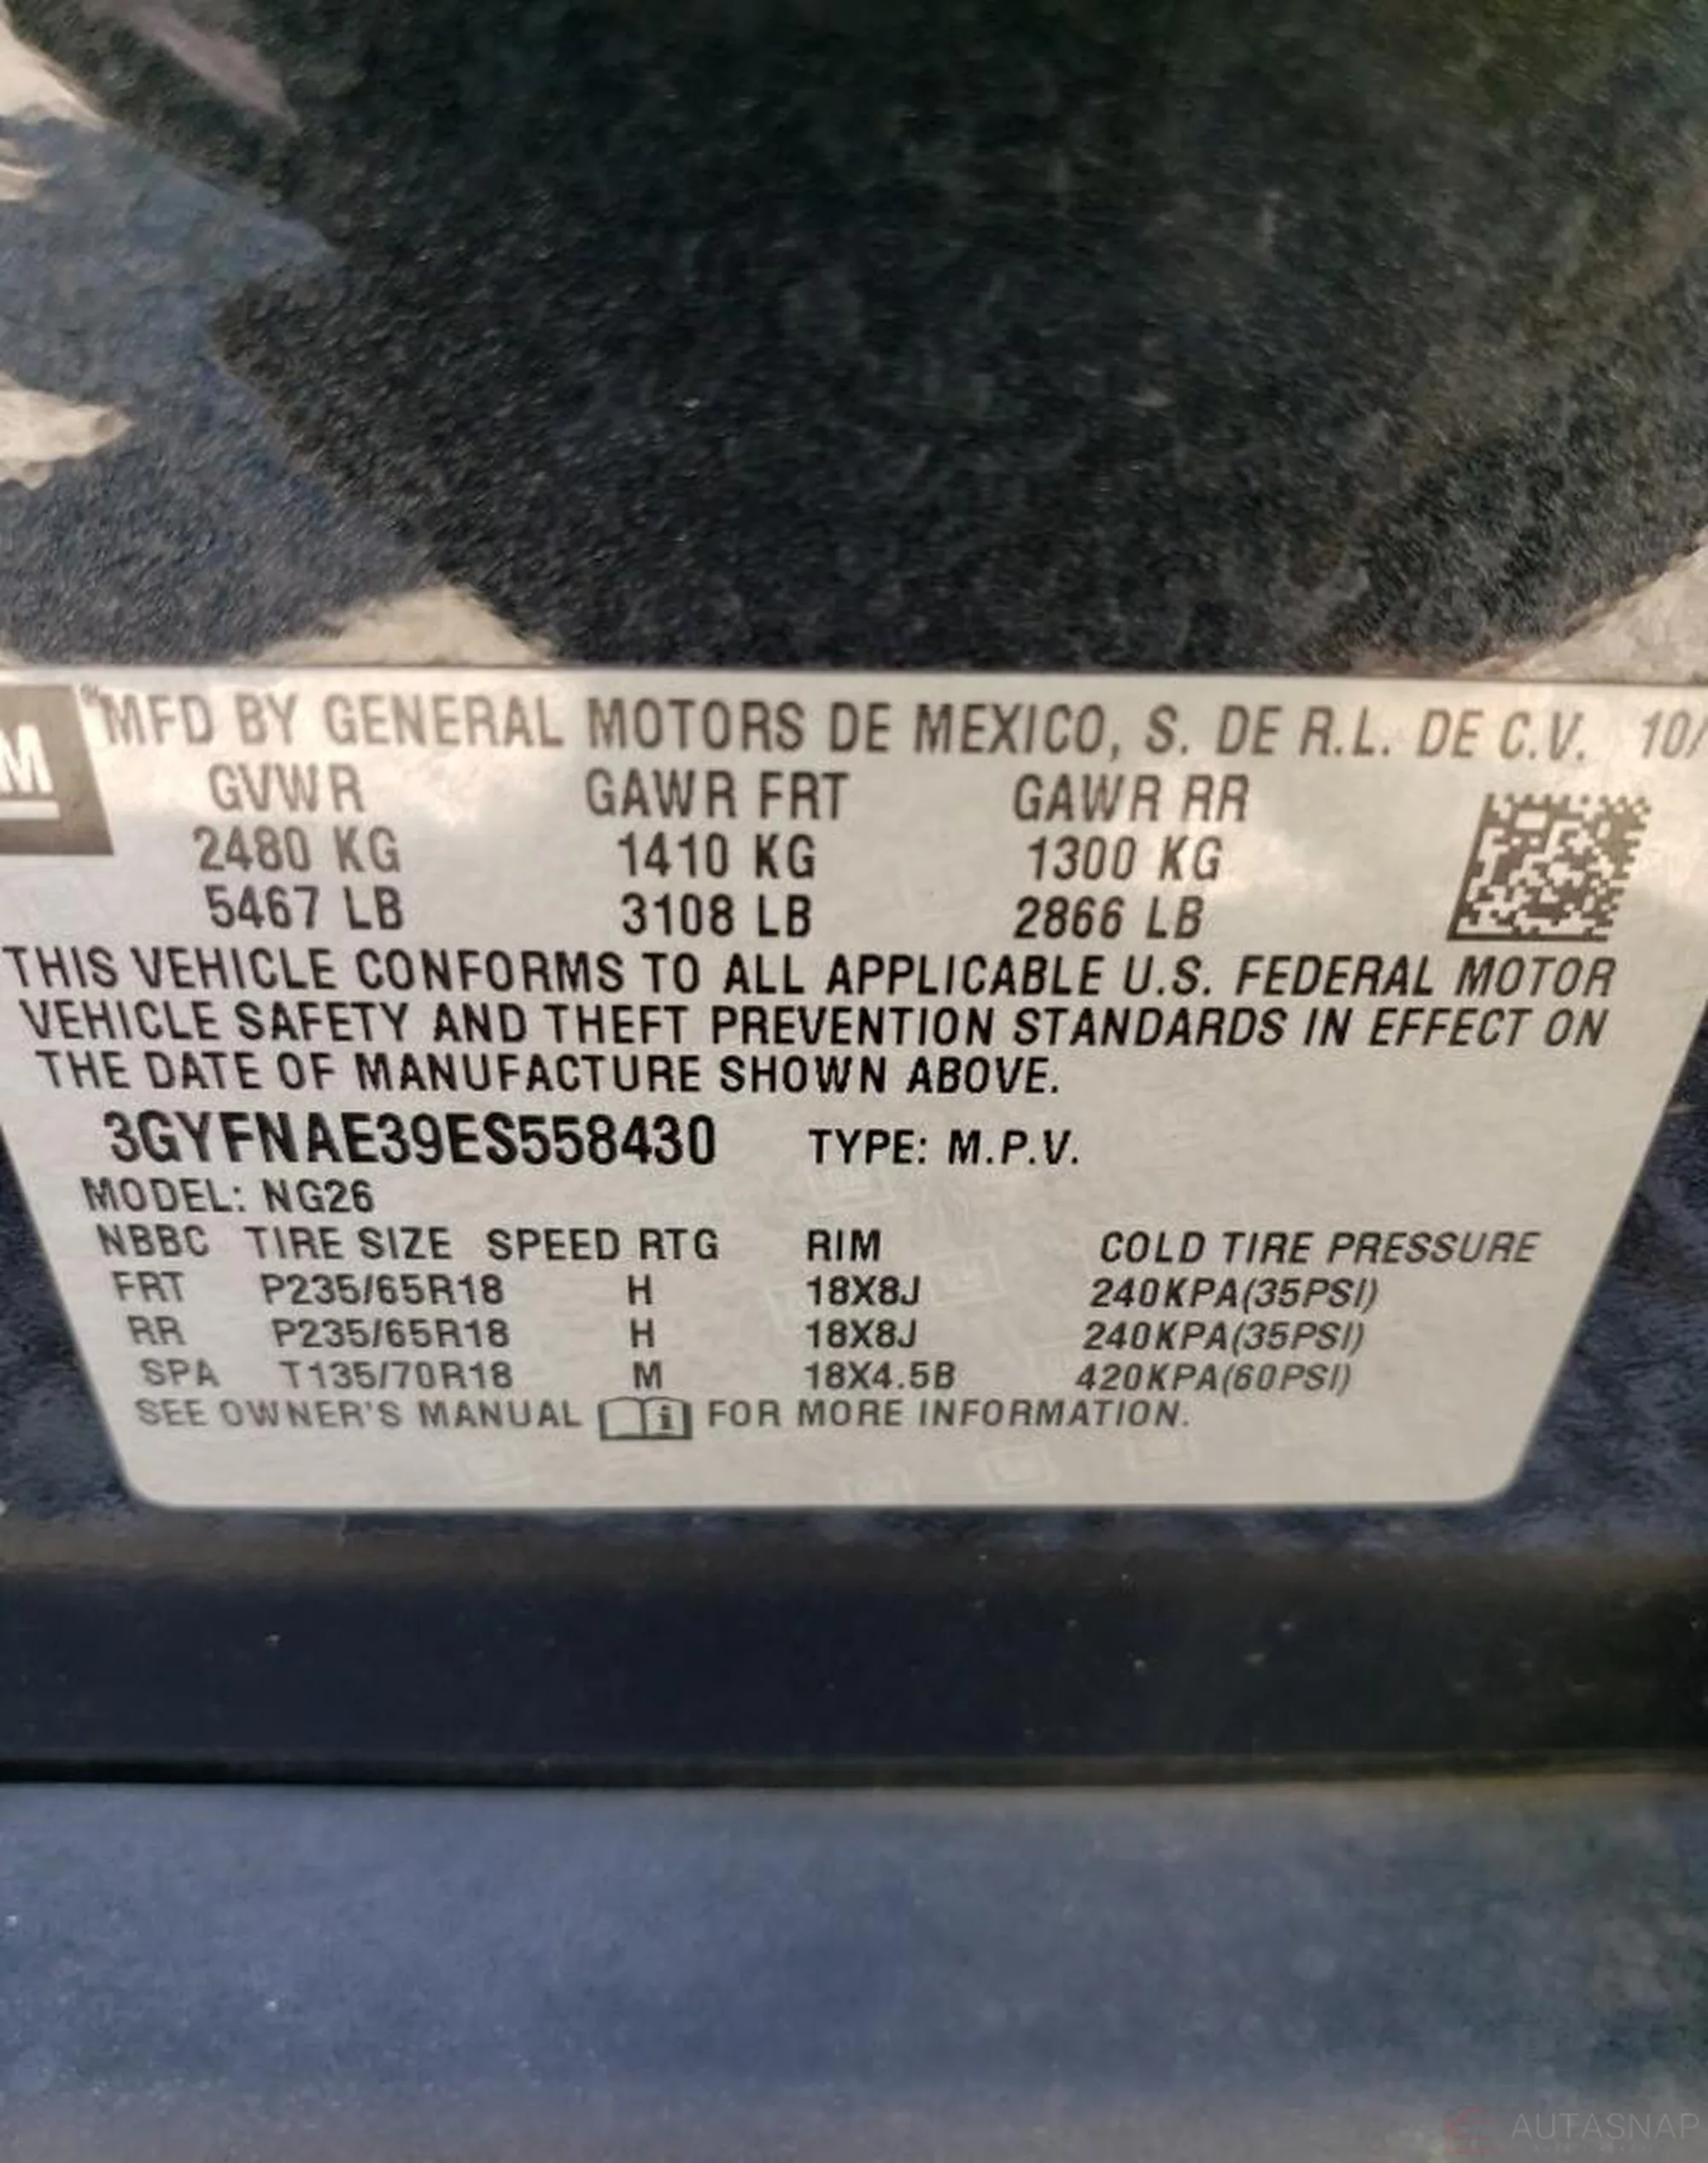 M
MFD BY GENERAL MOTORS DE MEXICO, S. DE R.L. DE C.V. 10/
GVWR GAWR FRT GAWR RR
2480 KG 1410 KG 1300 KG
5467 LB 3108 LB 2866 LB
THIS VEHICLE CONFORMS TO ALL APPLICABLE U.S. FEDERAL MOTOR
VEHICLE SAFETY AND THEFT PREVENTION STANDARDS IN EFFECT ON
THE DATE OF MANUFACTURE SHOWN ABOVE.
3GYFNAE39ES558430 TYPE: M.P.V.
MODEL: NG26
NBBC TIRE SIZE SPEED RTG RIM COLD TIRE PRESSURE
FRT P235/65R18 H 18X8J 240KPA(35PSI)
RR P235/65R18 H 18X8J 240KPA(35PSI)
SPA T135/70R18 M 18X4.5B 420KPA(60PSI)
SEE OWNER'S MANUAL i FOR MORE INFORMATION.
AUTASNAP